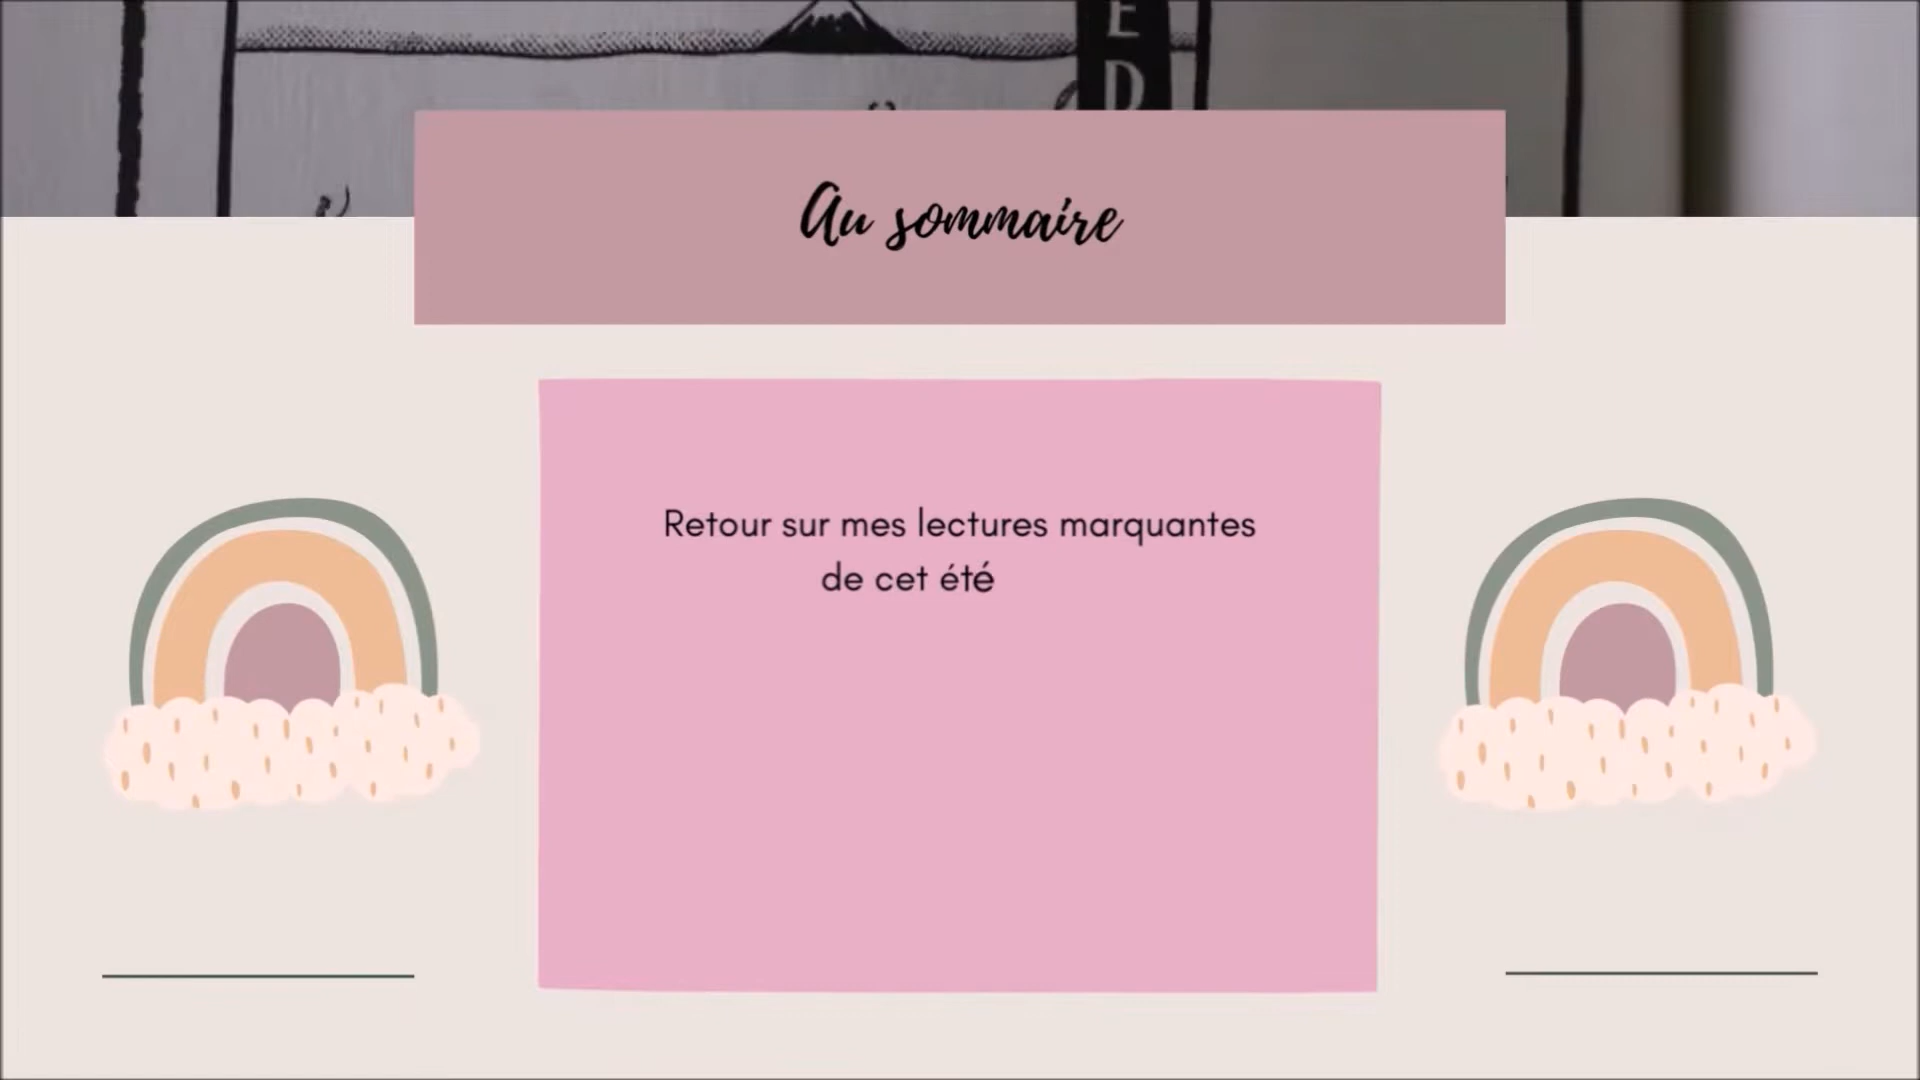 E
D
Au sommaire
Retour sur mes lectures marquantes
de cet été